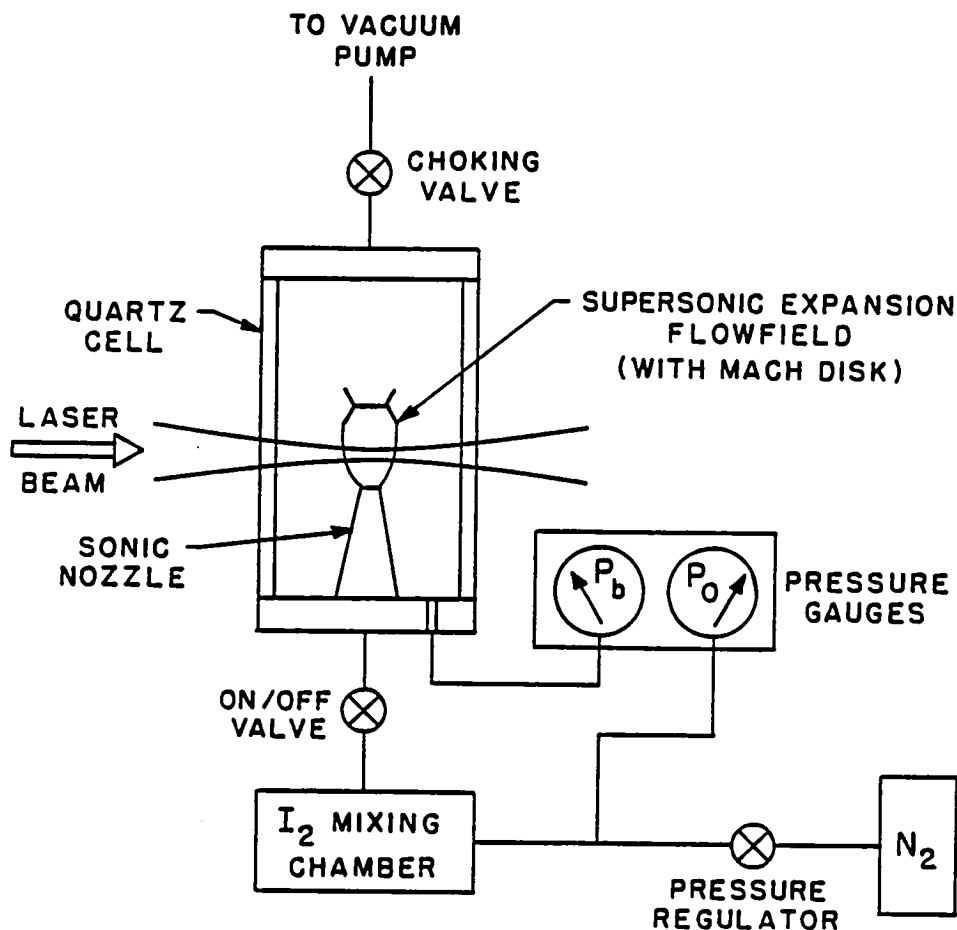 TO VACUUM
PUMP
CHOKING
VALVE
QUARTZ
CELL
SUPERSONIC EXPANSION
FLOWFIELD
(WITH MACH DISK)
LASER
BEAM
SONIC
NOZZLE
P_b P_0
PRESSURE
GAUGES
ON/OFF
VALVE
I_2 MIXING
CHAMBER
N_2
PRESSURE
REGULATOR